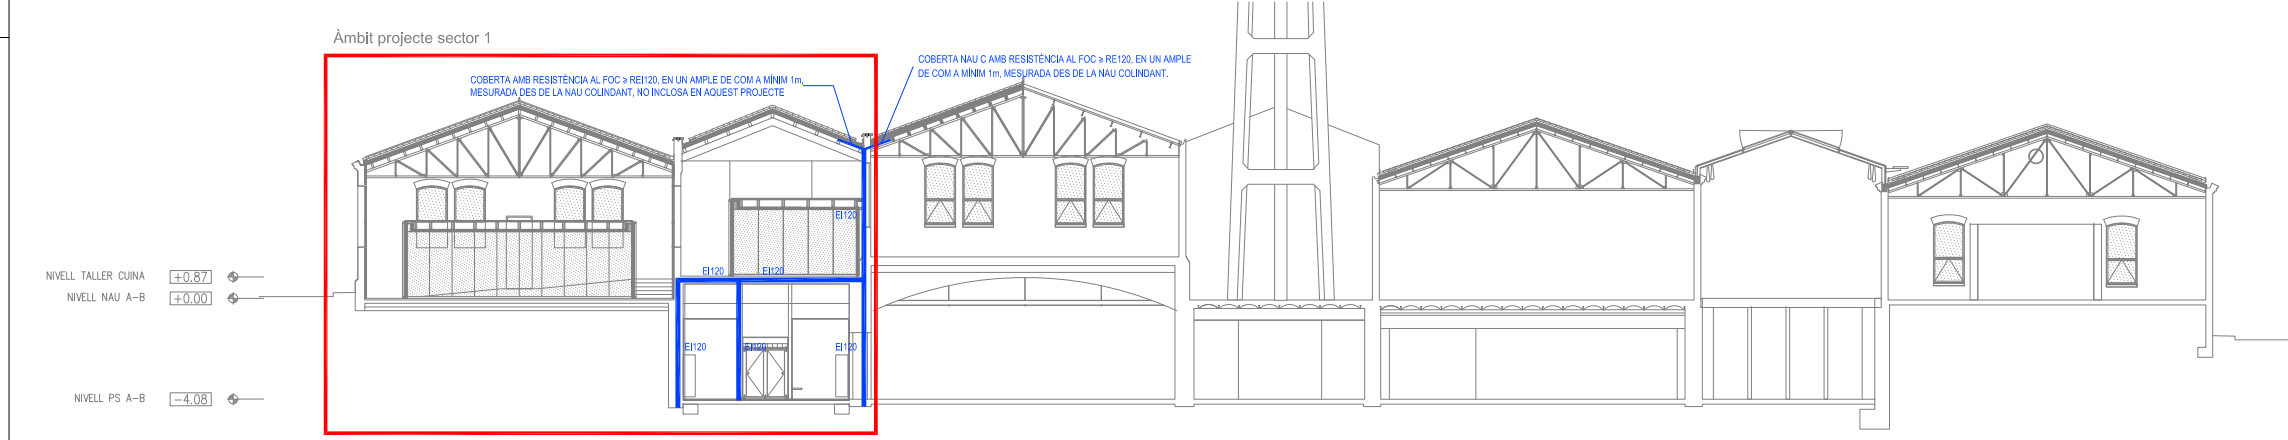 Àmbit projecte sector 1
COBERTA NAU C AMB RESISTÈNCIA AL FOC ≥ RE120, EN UN AMPLE
DE COM A MÍNIM 1m, MESURADA DES DE LA NAU COLINDANT.
COBERTA AMB RESISTÈNCIA AL FOC ≥ REI120, EN UN AMPLE DE COM A MÍNIM 1m,
MESURADA DES DE LA NAU COLINDANT, NO INCLOSA EN AQUEST PROJECTE
EI120
EI120 EI120
NIVELL TALLER CUINA +0.87
NIVELL NAU A-B +0.00
EI120 EI120 EI120
NIVELL PS A-B -4.08